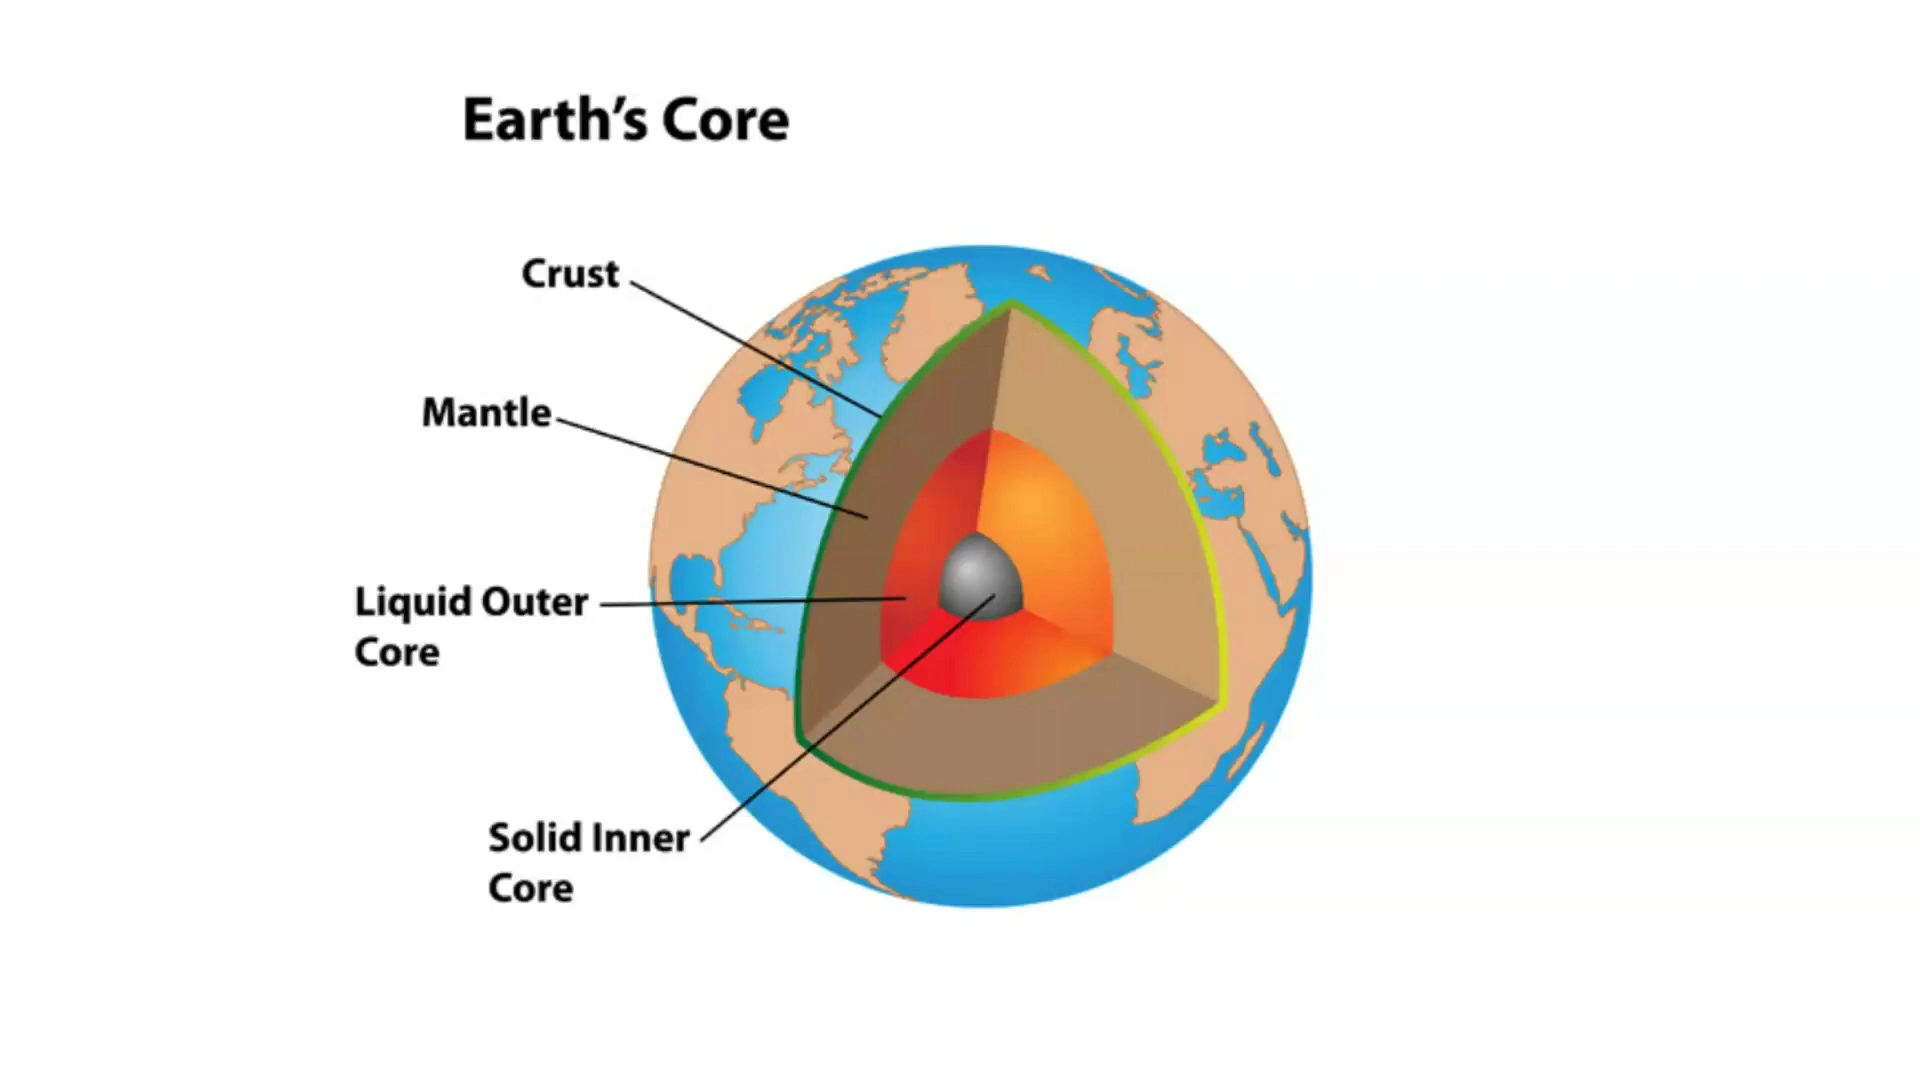 Earth's Core
Crust
Mantle
Liquid Outer
Core
Solid Inner
Core